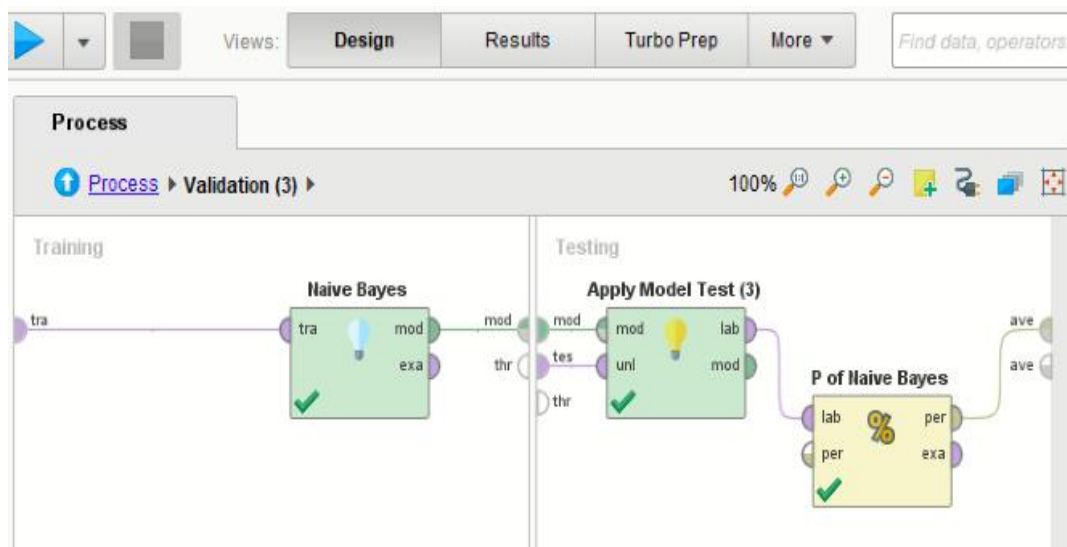 Views: Design Results Turbo Prep More
Find data, operators
Process
Process Validation (3)
100%
Training
Testing
Naive Bayes
Apply Model Test (3)
tra
tra
mod
mod
mod
mod
lab
exa
thr
tes
unl
mod
thr
ave
ave
P of Naive Bayes
lab
per
%
per
exa